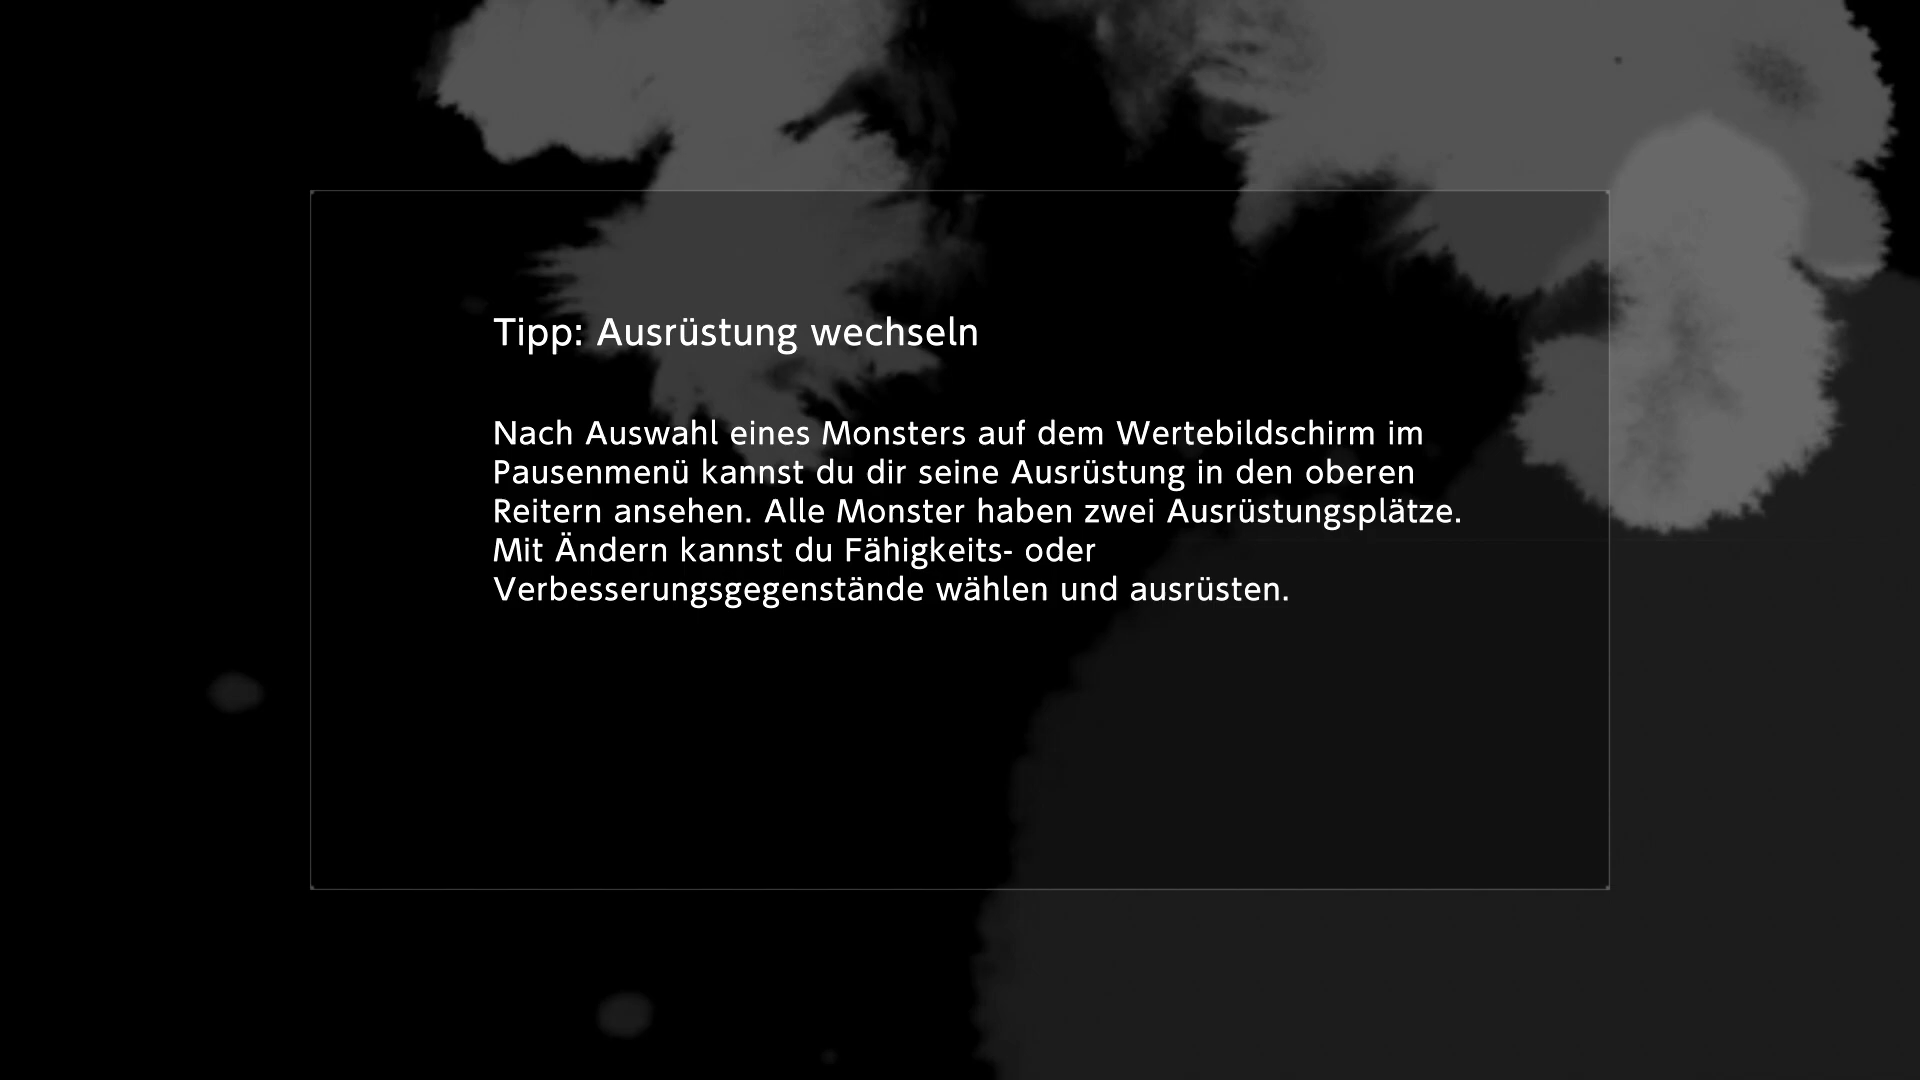 Tipp: Ausrüstung wechseln
Nach Auswahl eines Monsters auf dem Wertebildschirm im
Pausenmenü kannst du dir seine Ausrüstung in den oberen
Reitern ansehen. Alle Monster haben zwei Ausrüstungsplätze.
Mit Ändern kannst du Fähigkeits- oder
Verbesserungsgegenstände wählen und ausrüsten.